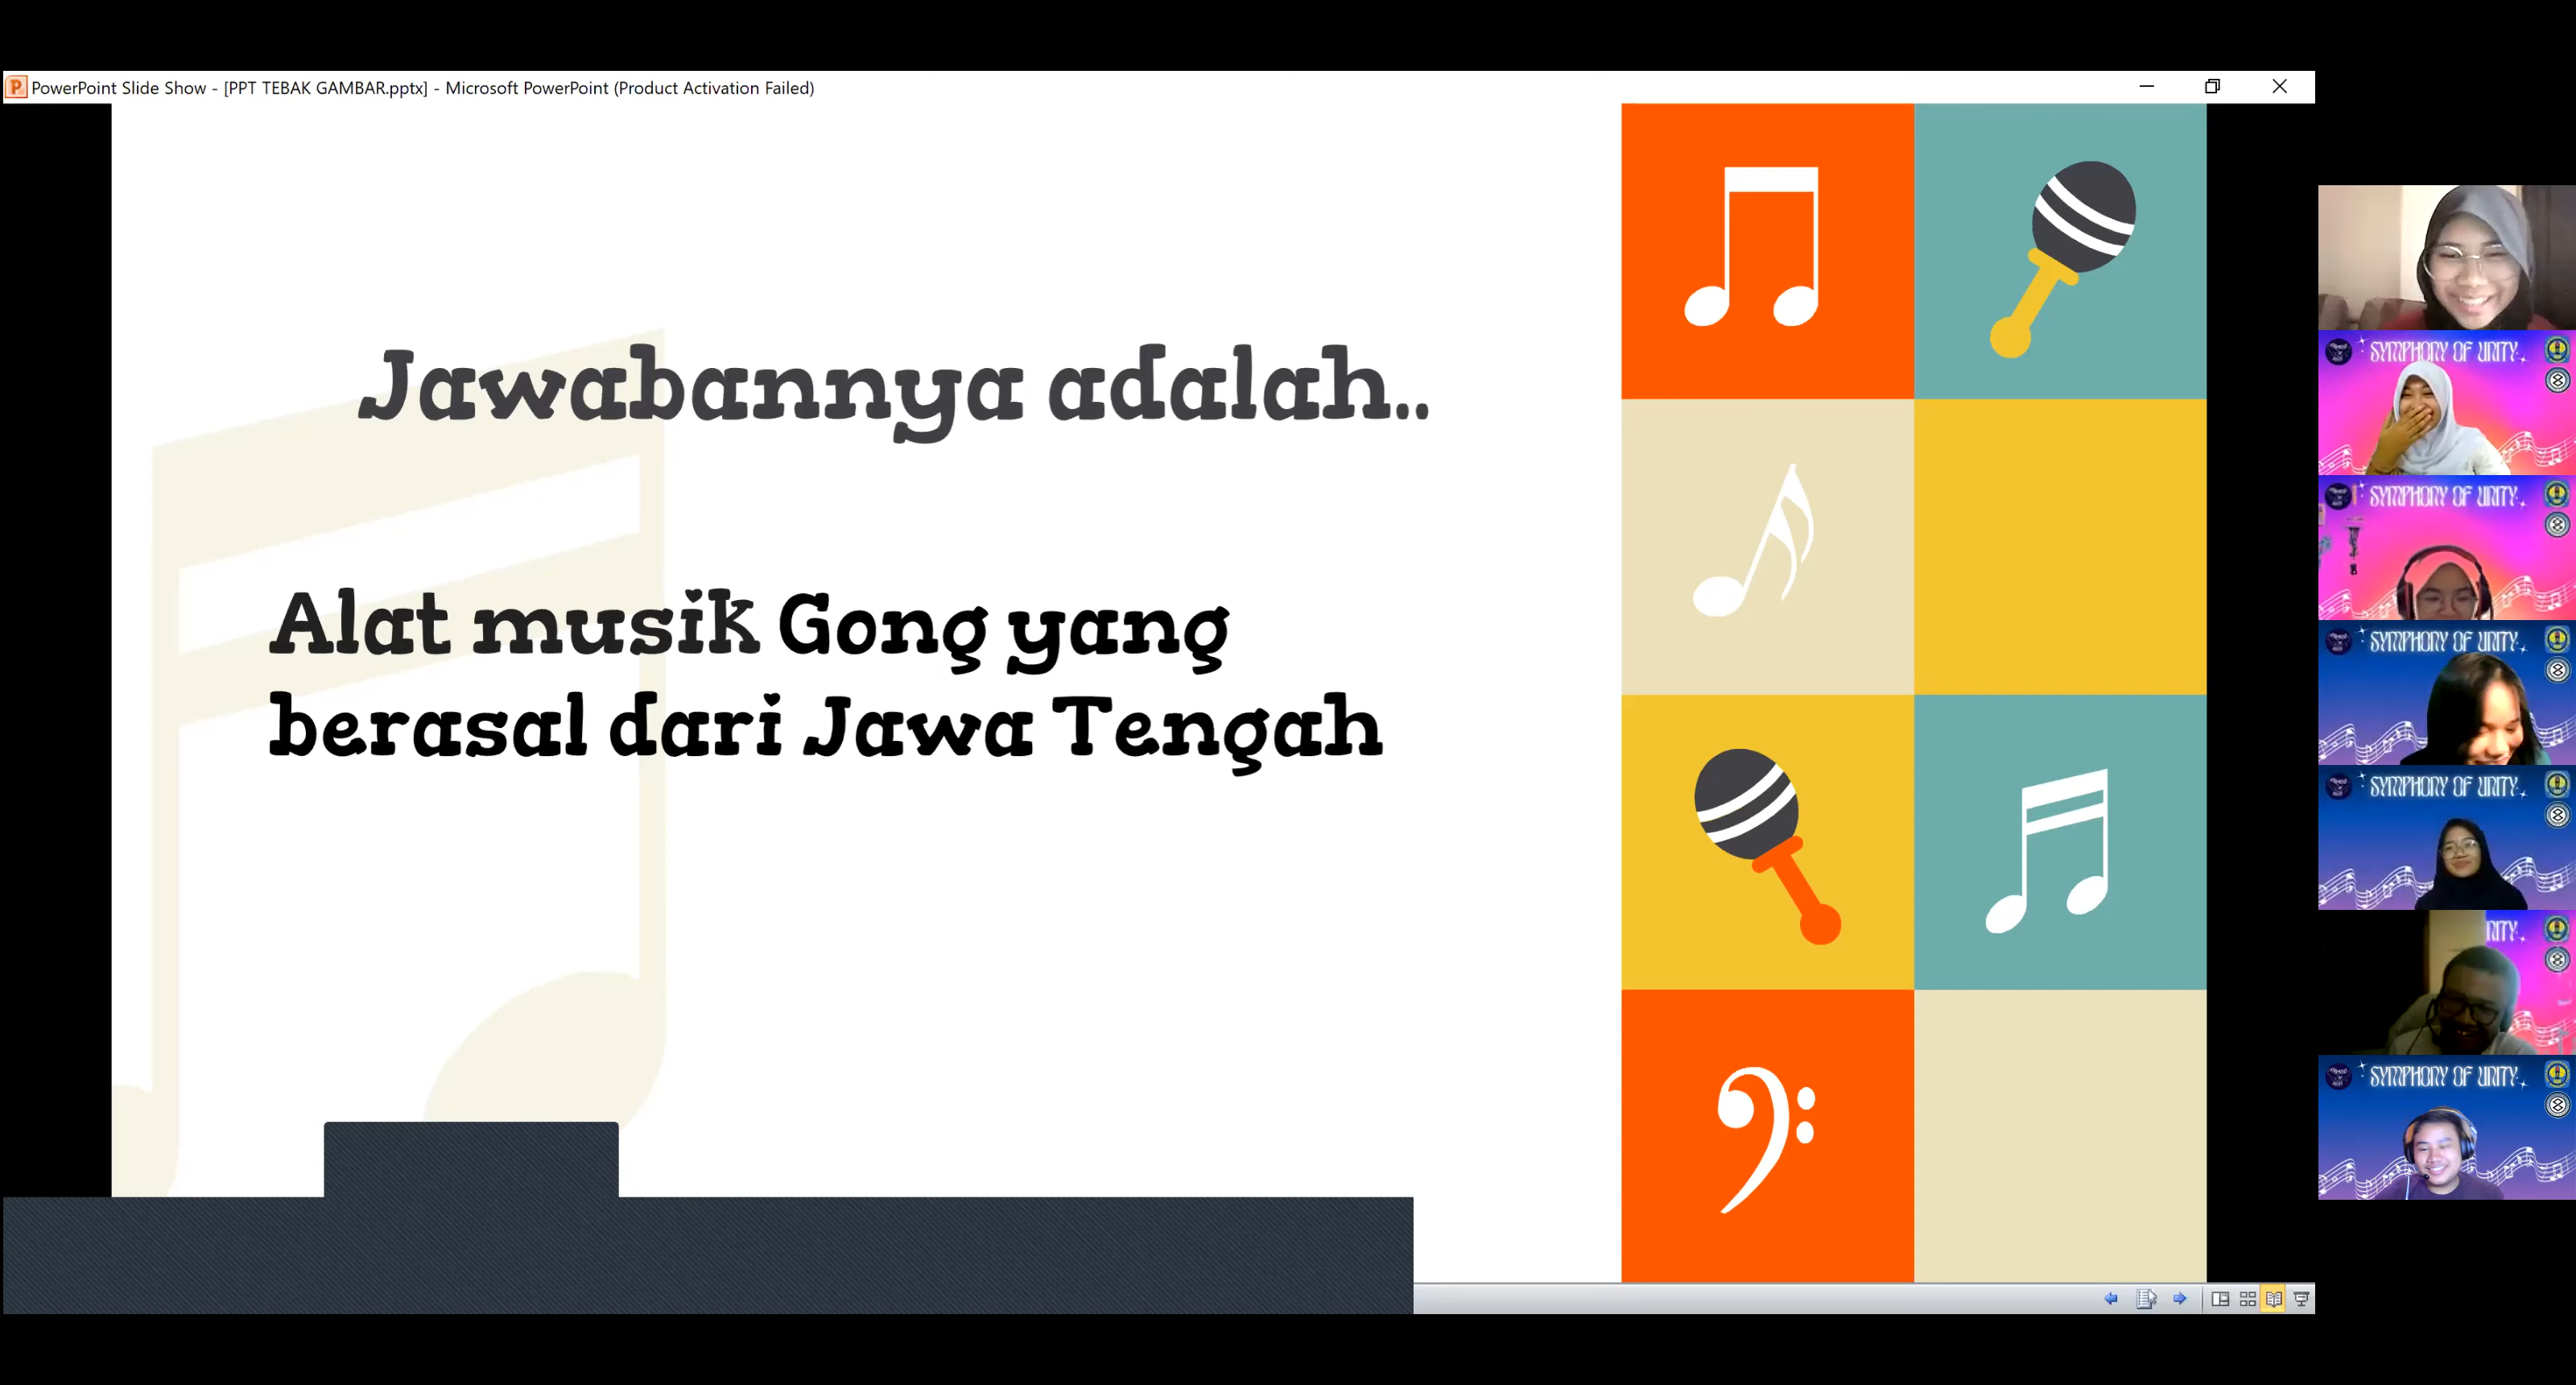 PowerPoint Slide Show - [PPT TEBAK GAMBAR.pptx] - Microsoft PowerPoint (Product Activation Failed)
Jawabannya adalah..
Alat musik Gong yang
berasal dari Jawa Tengah
SYMPHONY OF UNITY
SYMPHONY OF UNITY
SYMPHONY OF UNITY
SYMPHONY OF UNITY
NITY
SYMPHONY OF UNITY